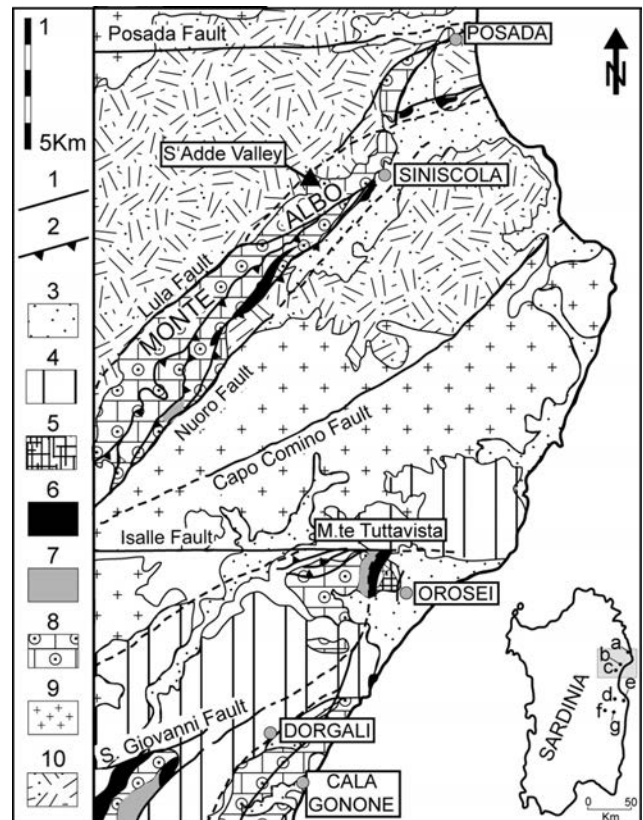 1
5Km
1
2
3
4
5
6
7
8
9
10
Posada Fault
POSADA
N
S'Adde Valley
SINISCOLA
MONTE ALBO
Lula Fault
Nuoro Fault
Capo Comino Fault
Isalle Fault
M.te Tuttavista
OROSEI
S. Giovanni Fault
DORGALI
CALA
GONONE
SARDINIA
a
b
c
d
e
f
g
0 50
Km